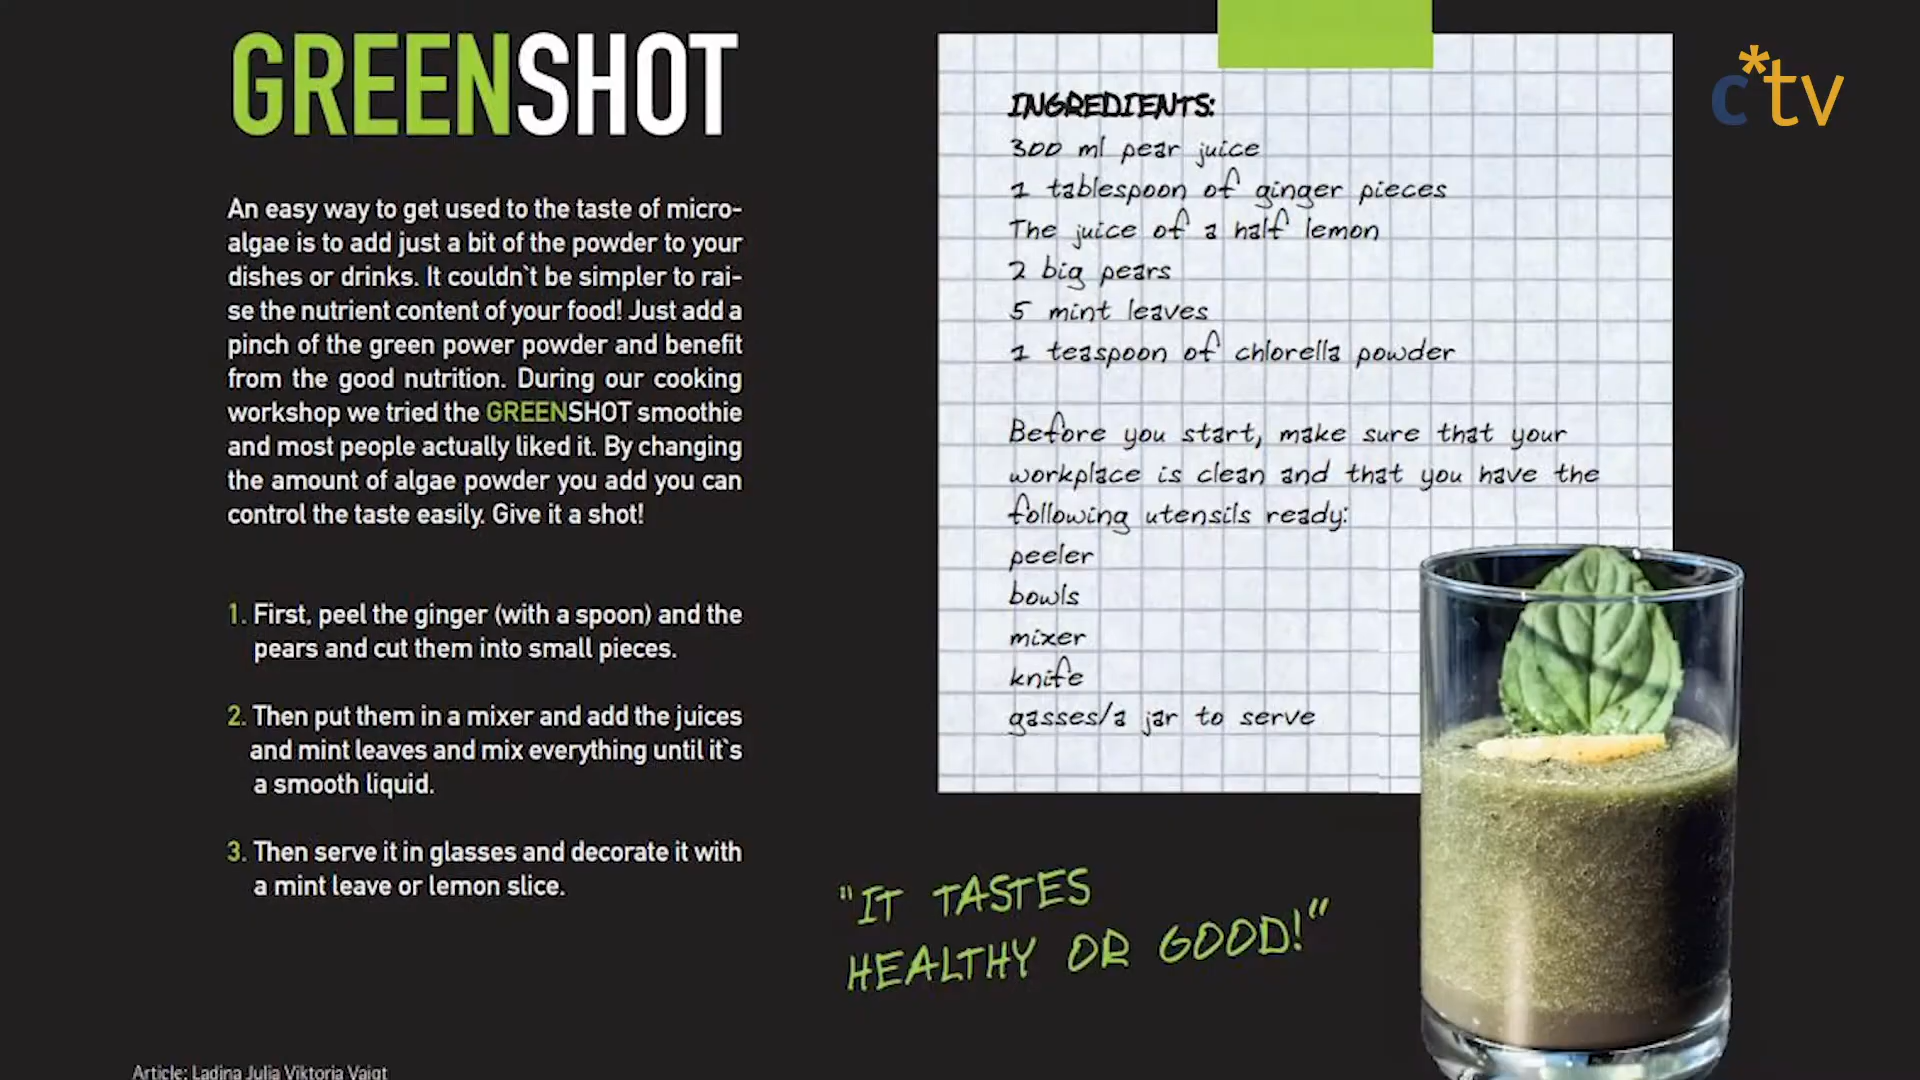 GREENSHOT
An easy way to get used to the taste of micro-
algae is to add just a bit of the powder to your
dishes or drinks. It couldn`t be simpler to rai-
se the nutrient content of your food! Just add a
pinch of the green power powder and benefit
from the good nutrition. During our cooking
workshop we tried the GREENSHOT smoothie
and most people actually liked it. By changing
the amount of algae powder you add you can
control the taste easily. Give it a shot!
1. First, peel the ginger (with a spoon) and the
pears and cut them into small pieces.
2. Then put them in a mixer and add the juices
and mint leaves and mix everything until it`s
a smooth liquid.
3. Then serve it in glasses and decorate it with
a mint leave or lemon slice.
Article: Ladina Julia Viktoria Vaigt
INGREDIENTS:
300 ml pear juice
1 tablespoon of ginger pieces
The juice of a half lemon
2 big pears
5 mint leaves
1 teaspoon of chlorella powder
Before you start, make sure that your
workplace is clean and that you have the
following utensils ready:
peeler
bowls
mixer
knife
gasses/a jar to serve
"IT TASTES
HEALTHY OR GOOD!"
c*tv